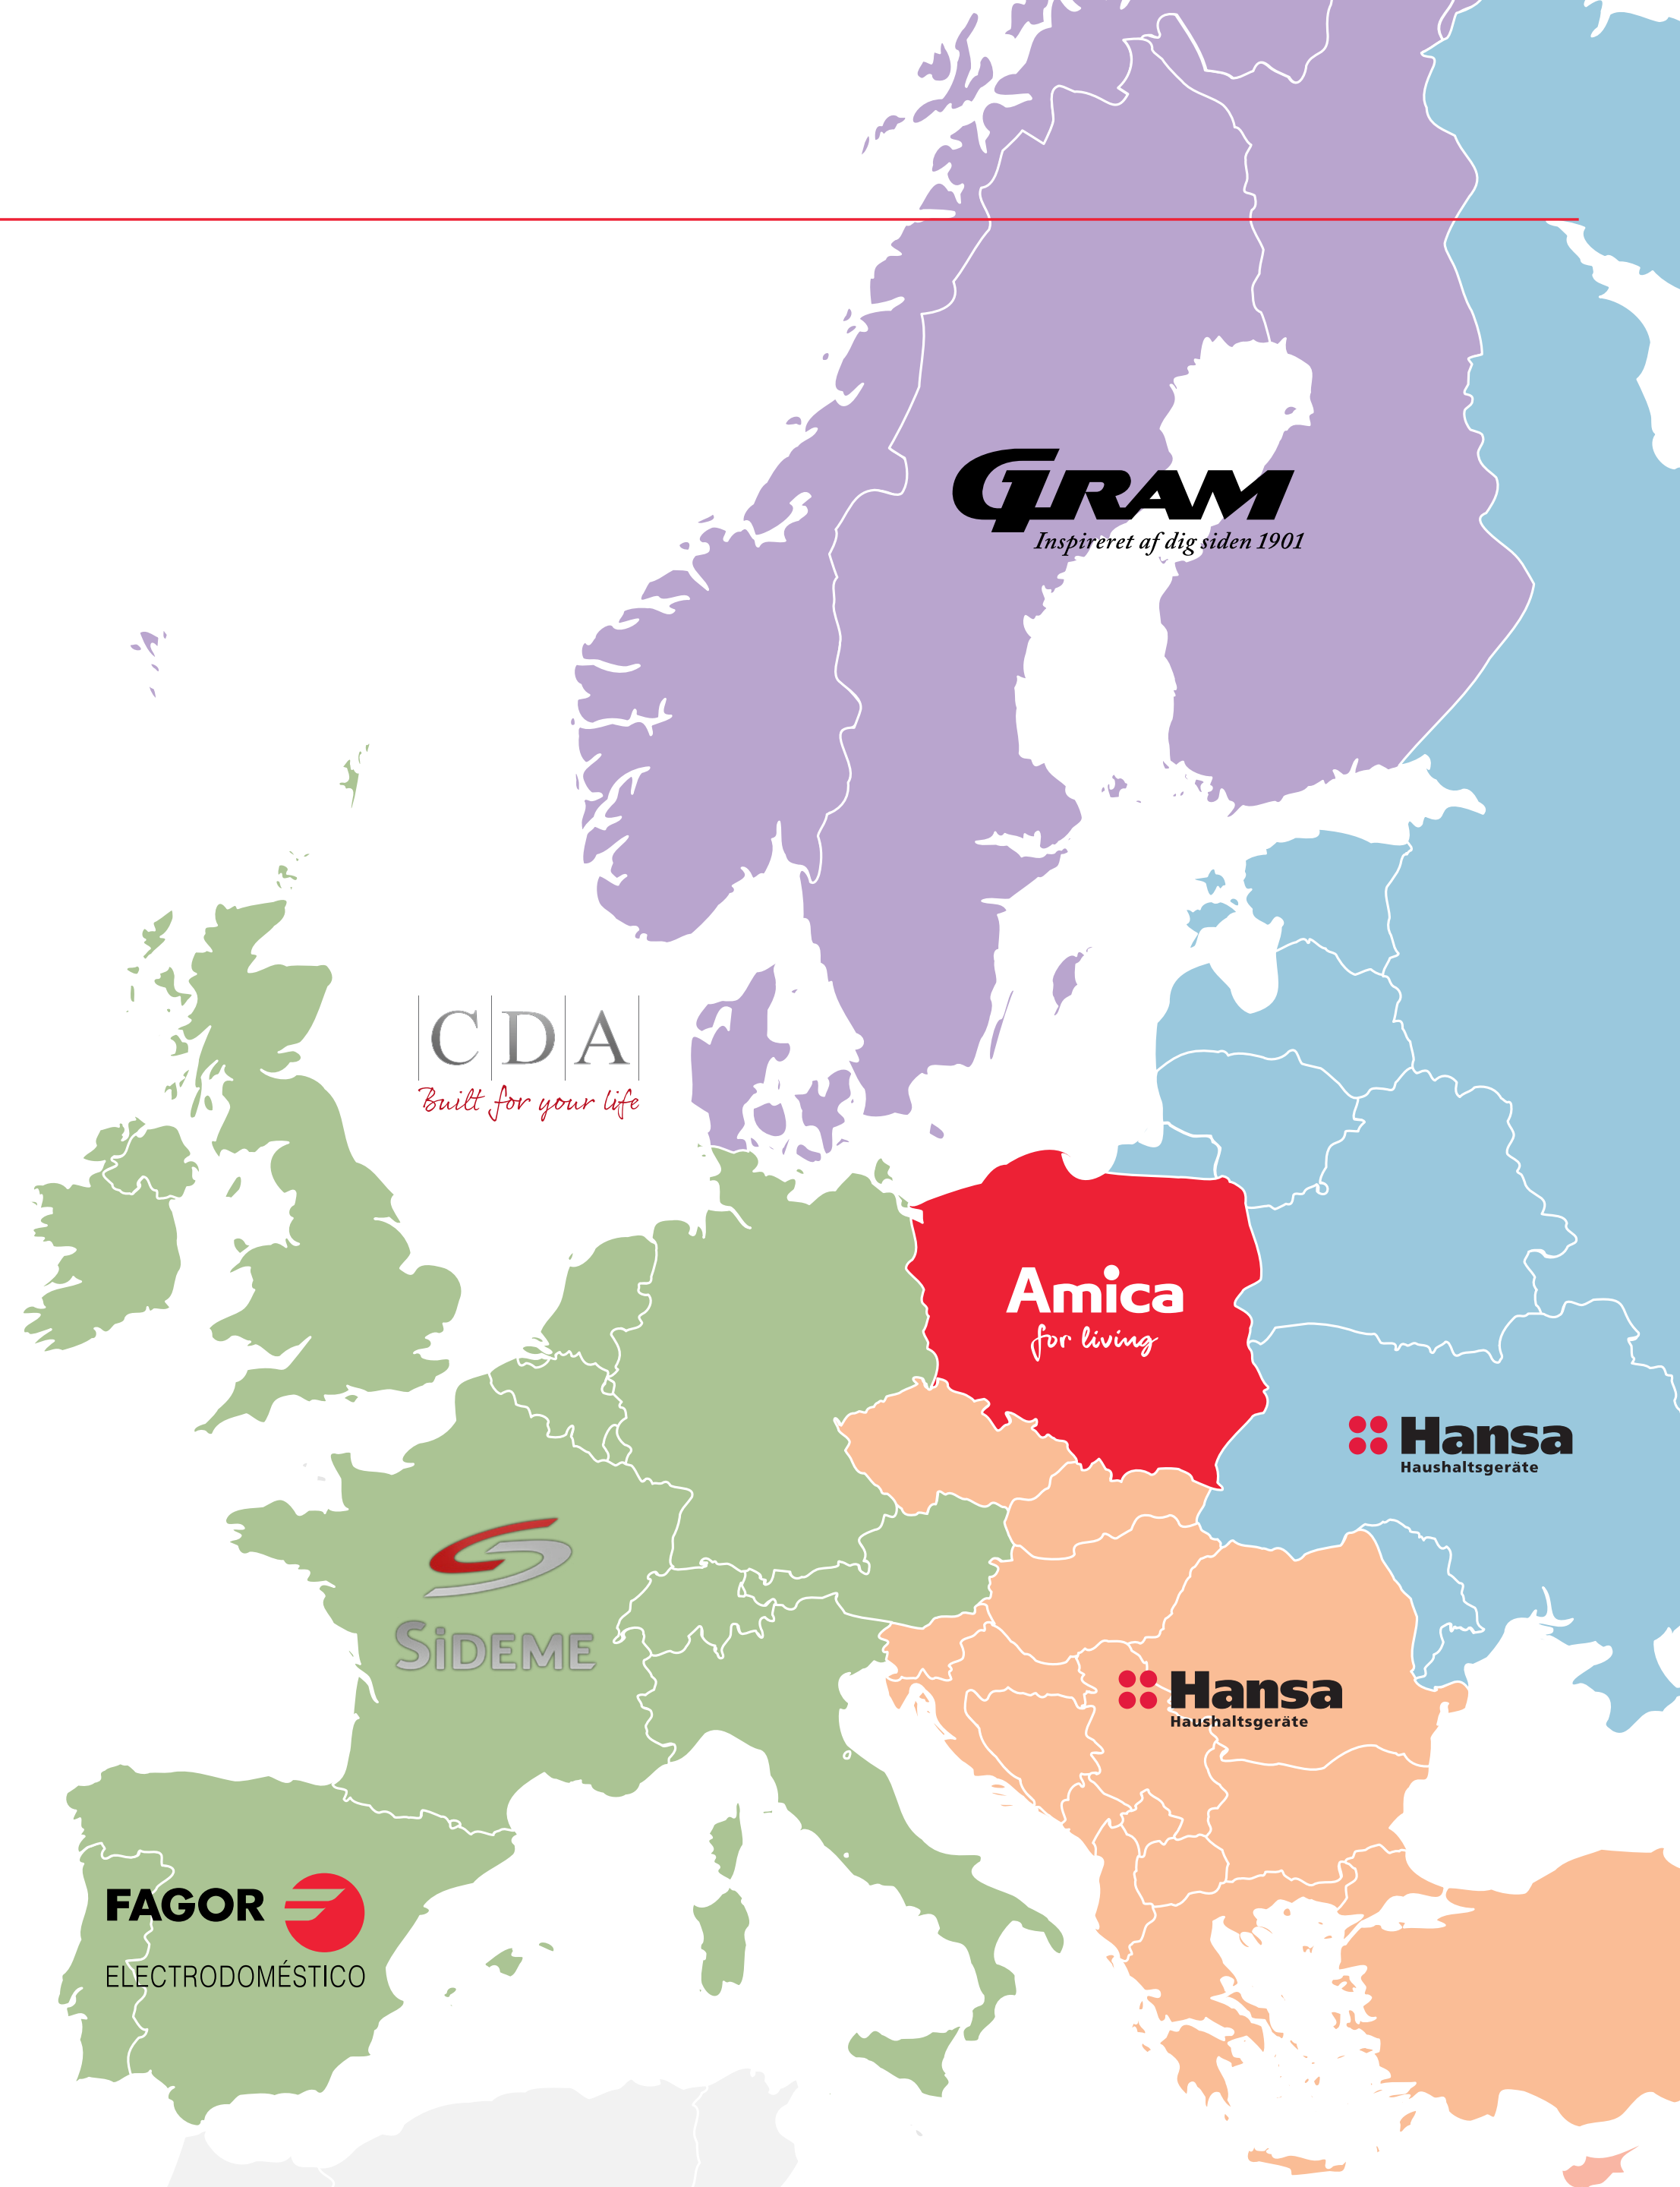 GRAM
Inspireret af dig siden 1901
CDA
Built for your life
Amica
for living
Hansa
Haushaltsgeräte
SiDEME
Hansa
Haushaltsgeräte
FAGOR
ELECTRODOMÉSTICO